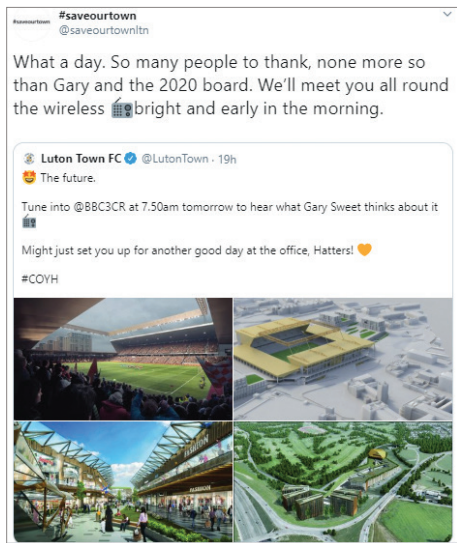 #saveourtown
#saveourtown
@saveourtownltn
What a day. So many people to thank, none more so
than Gary and the 2020 board. We'll meet you all round
the wireless 📻bright and early in the morning.
Luton Town FC @LutonTown · 19h
🤩 The future.
Tune into @BBC3CR at 7.50am tomorrow to hear what Gary Sweet thinks about it
📻
Might just set you up for another good day at the office, Hatters! 🧡
#COYH
FASHION
FASHION